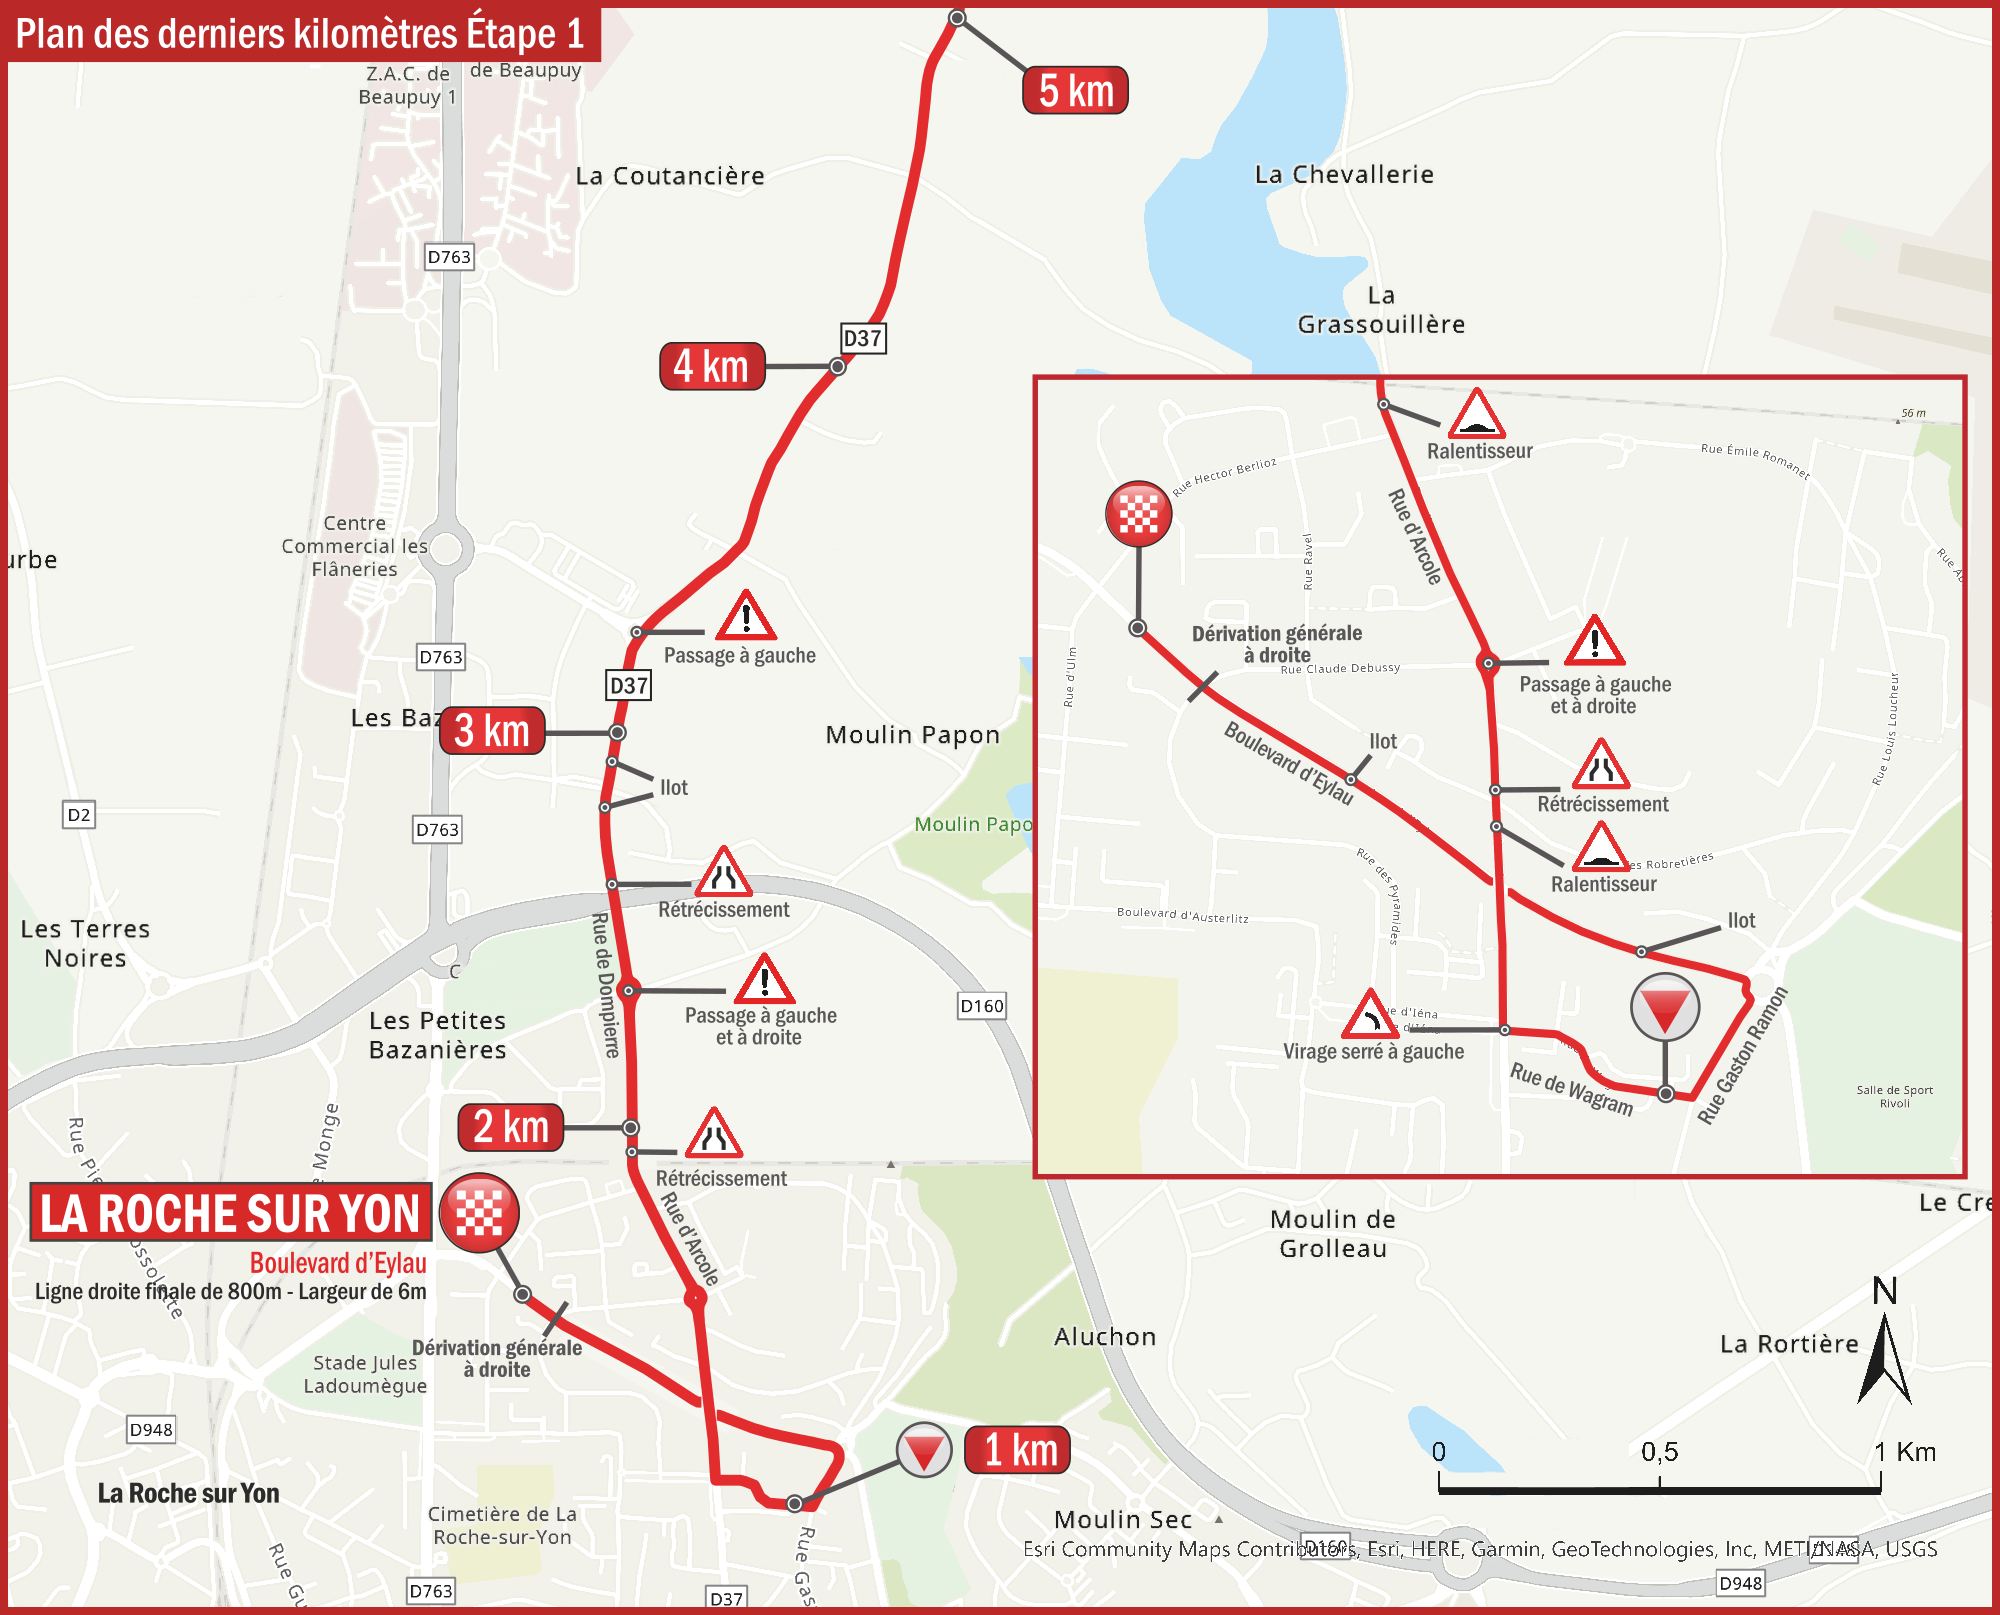 Plan des derniers kilomètres Étape 1
Z.A.C. de
Beaupuy 1
de Beaupuy
5 km
La Coutancière
La Chevallerie
D763
La
Grassouillère
D37
4 km
56 m
Ralentisseur
Rue Émile Romanet
Rue Hector Berlioz
Rue d'Arcole
Rue Ravel
Centre
Commercial les
Flâneries
urbe
Passage à gauche
D763
D37
Les Baz
3 km
Moulin Papon
Ilot
D2
D763
Moulin Papo
Dérivation générale
à droite
Rue Claude Debussy
Rue d'Ulm
Passage à gauche
et à droite
Rue Louis Loucheur
Boulevard d'Eylau
Ilot
Rétrécissement
Ralentisseur
es Robretières
Rue des Pyramides
Boulevard d'Austerlitz
Ilot
ue d'Iéna
Virage serré à gauche
Rue de Wagram
Rue Gaston Ramon
Salle de Sport
Rivoli
Rétrécissement
Les Terres
Noires
Rue de Dompierre
D160
Passage à gauche
et à droite
Les Petites
Bazanières
2 km
Rétrécissement
Rue d'Arcole
LA ROCHE SUR YON
Boulevard d'Eylau
Ligne droite finale de 800m - Largeur de 6m
Dérivation générale
à droite
Stade Jules
Ladoumègue
D948
La Roche sur Yon
Cimetière de La
Roche-sur-Yon
1 km
Rue Gas
D763
D37
Moulin de
Grolleau
Le Cre
Aluchon
La Rortière
N
0
0,5
1 Km
Moulin Sec
Esri Community Maps Contributors, Esri, HERE, Garmin, GeoTechnologies, Inc, METI/NASA, USGS
D160
D948